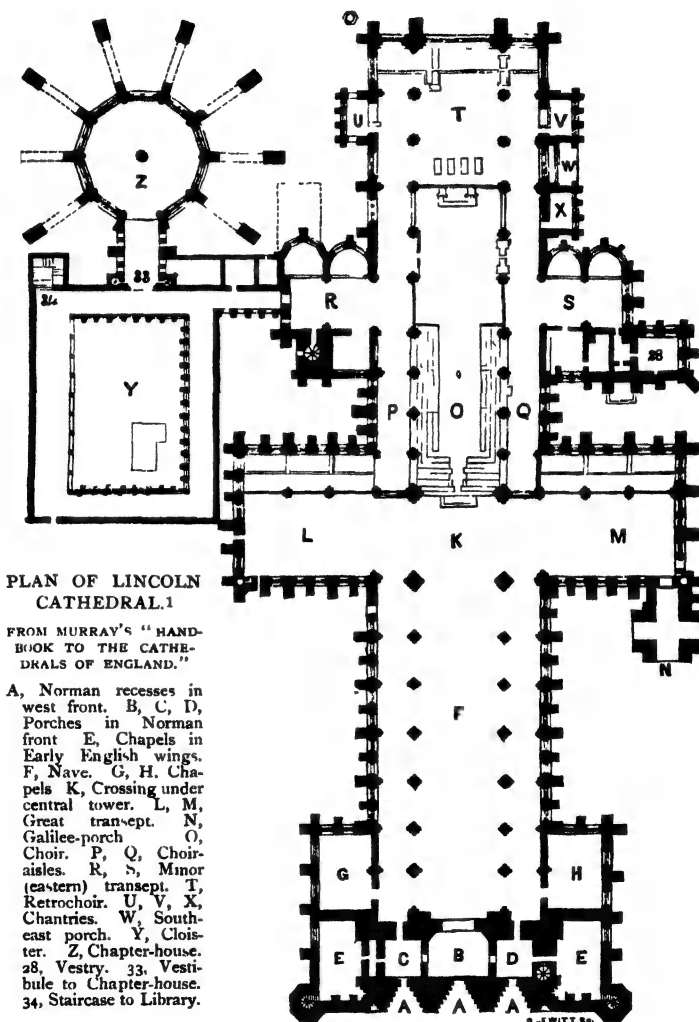 U
T
V
W
X
Z
33
R
S
34
28
Y
P
O
Q
L
K
M
PLAN OF LINCOLN
CATHEDRAL.1
FROM MURRAY'S "HAND-
BOOK TO THE CATHE-
DRALS OF ENGLAND."
N
A, Norman recesses in
west front. B, C, D,
Porches in Norman
front E, Chapels in
Early English wings.
F, Nave. G, H. Cha-
pels K, Crossing under
central tower. L, M,
Great transept. N,
Galilee-porch O,
Choir. P, Q, Choir-
aisles. R, S, Minor
(eastern) transept. T,
Retrochoir. U, V, X,
Chantries. W, South-
east porch. Y, Clois-
ter. Z, Chapter-house.
28, Vestry. 33, Vesti-
bule to Chapter-house.
34, Staircase to Library.
F
G
H
E
C
B
D
E
A
A
A